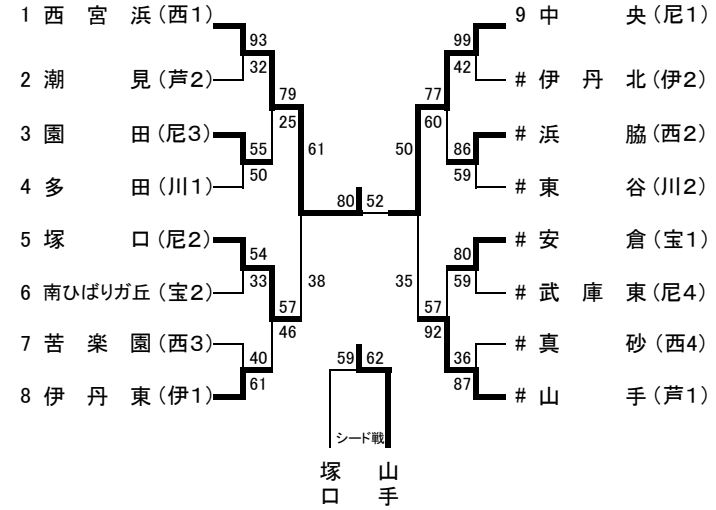 1 西宮浜(西1)
2 潮見(芦2)
3 園田(尼3)
4 多田(川1)
5 塚口(尼2)
6 南ひばりガ丘(宝2)
7 苦楽園(西3)
8 伊丹東(伊1)
93
32
79
25
55
50
61
54
33
57
46
40
61
38
80 52
9 中央(尼1)
# 伊丹北(伊2)
# 浜脇(西2)
# 東谷(川2)
# 安倉(宝1)
# 武庫東(尼4)
# 真砂(西4)
# 山手(芦1)
99
42
77
60
86
59
50
80
59
57
92
36
87
35
59 62
シード戦
塚口
山手